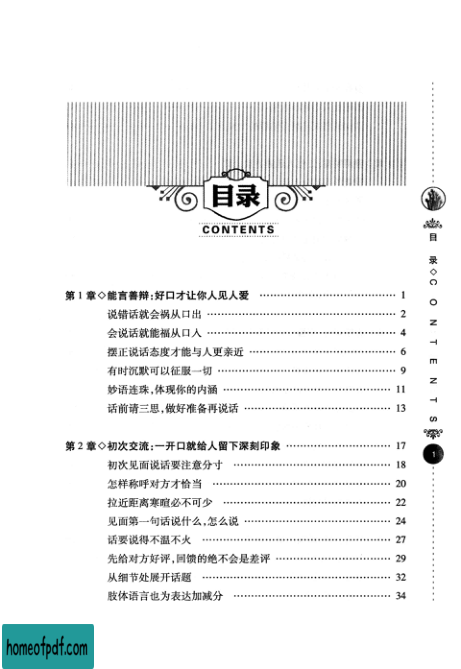 目录
CONTENTS
第1章◇能言善辩:好口才让你人见人爱 ………… 1
说错话就会祸从口出 ………… 2
会说话就能福从口入 ………… 4
摆正说话态度才能与人更亲近 ………… 6
有时沉默可以征服一切 ………… 9
妙语连珠,体现你的内涵 ………… 11
话前请三思,做好准备再说话 ………… 13
第2章◇初次交流:一开口就给人留下深刻印象 ………… 17
初次见面说话要注意分寸 ………… 18
怎样称呼对方才恰当 ………… 20
拉近距离寒暄必不可少 ………… 22
见面第一句话说什么,怎么说 ………… 24
话要说得不温不火 ………… 27
先给对方好评,回馈的绝不会是差评 ………… 29
从细节处展开话题 ………… 32
肢体语言也为表达加减分 ………… 34
目 录◇CONTENTS
1
homeofpdf.com